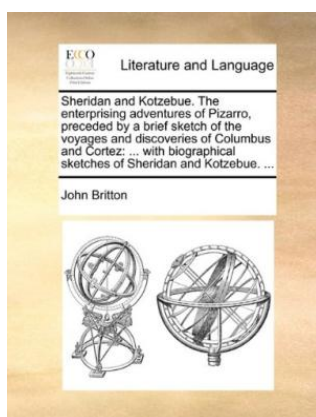 ECCO
Literature and Language
Sheridan and Kotzebue. The
enterprising adventures of Pizarro,
preceded by a brief sketch of the
voyages and discoveries of Columbus
and Cortez: ... with biographical
sketches of Sheridan and Kotzebue. ...
John Britton